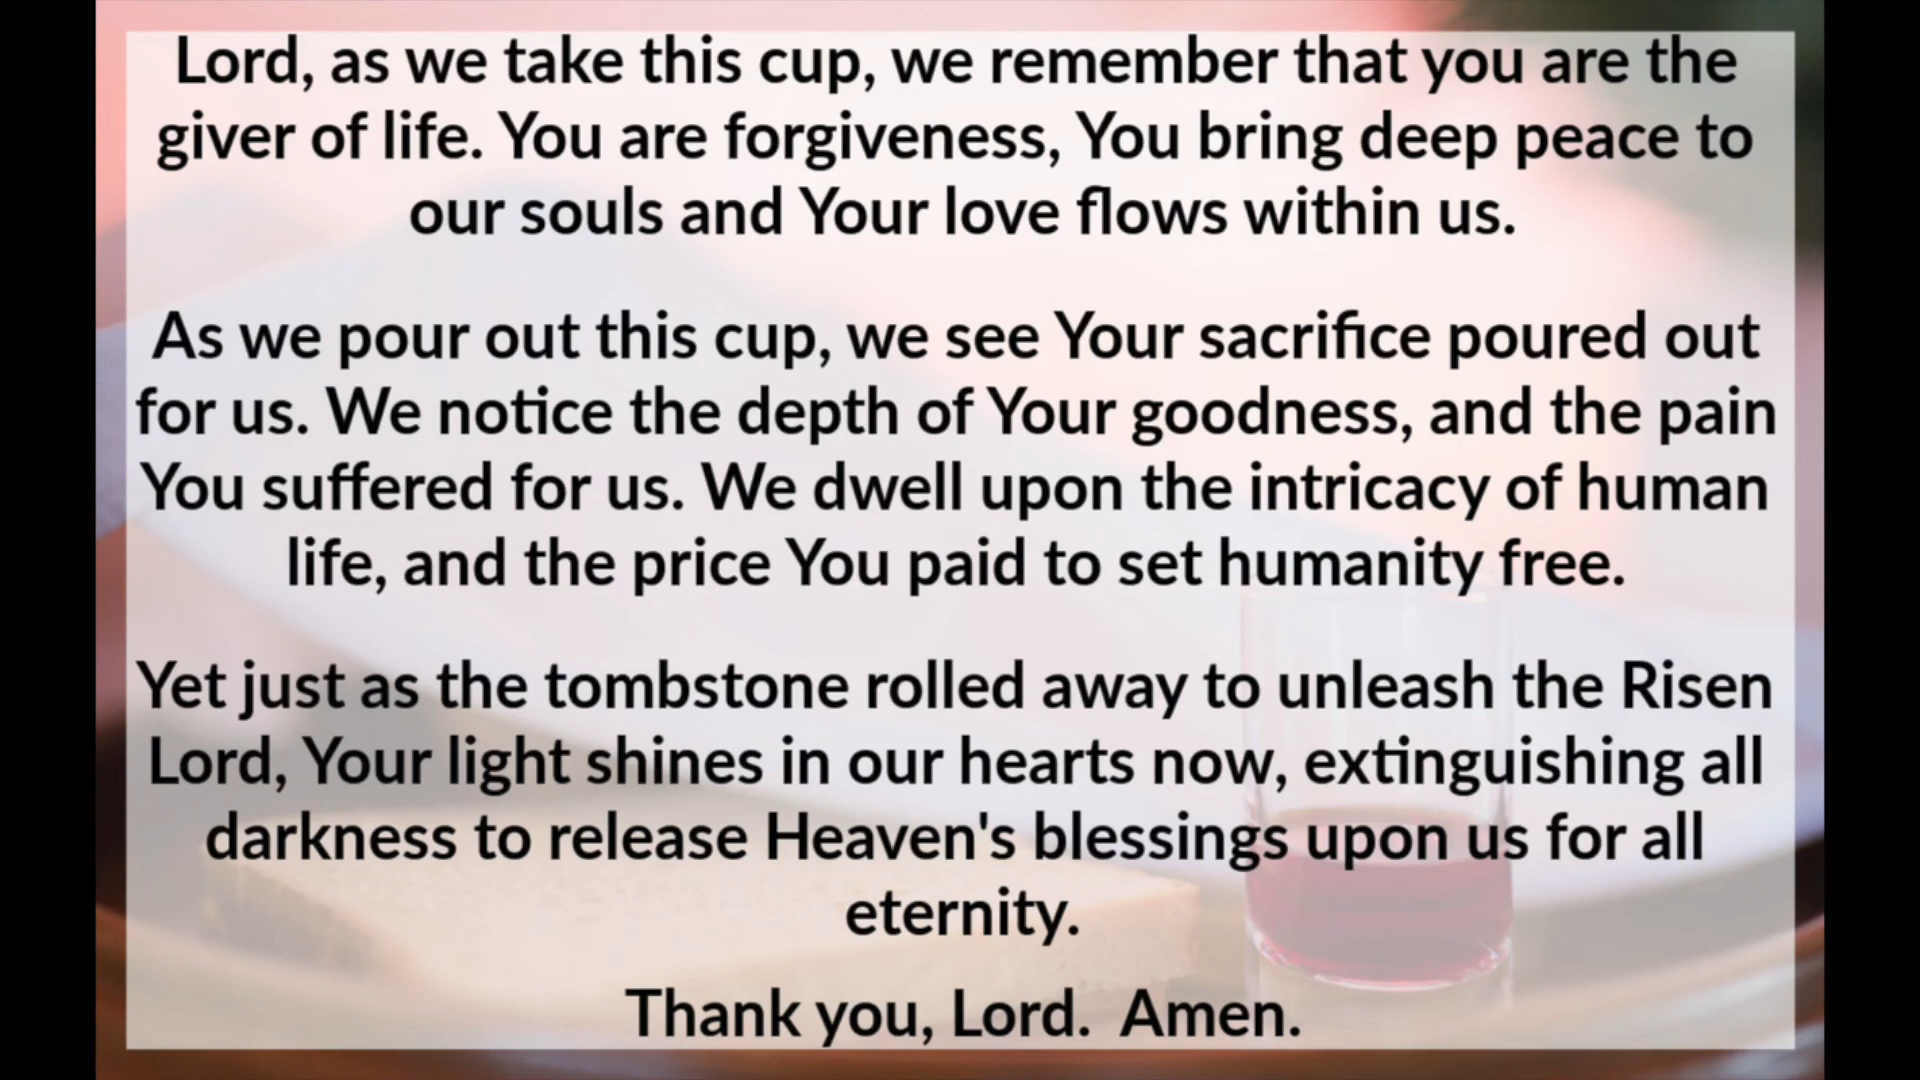 Lord, as we take this cup, we remember that you are the
giver of life. You are forgiveness, You bring deep peace to
our souls and Your love flows within us.
As we pour out this cup, we see Your sacrifice poured out
for us. We notice the depth of Your goodness, and the pain
You suffered for us. We dwell upon the intricacy of human
life, and the price You paid to set humanity free.
Yet just as the tombstone rolled away to unleash the Risen
Lord, Your light shines in our hearts now, extinguishing all
darkness to release Heaven's blessings upon us for all
eternity.
Thank you, Lord.  Amen.